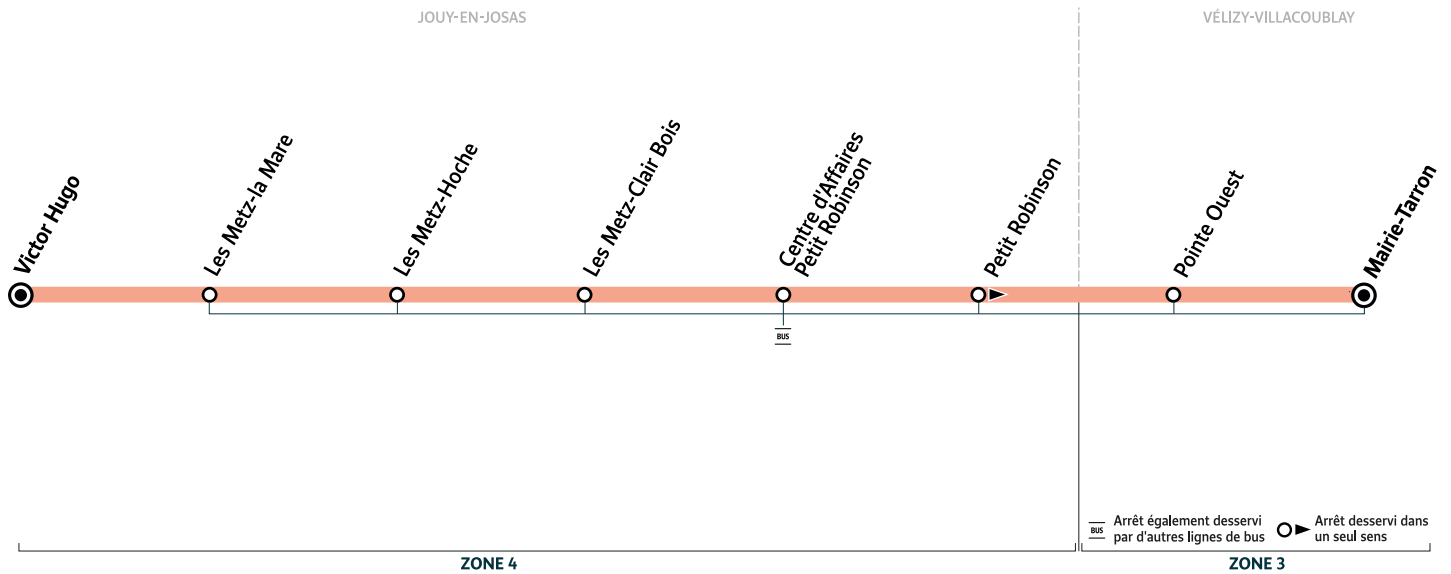 JOUY-EN-JOSAS
VÉLIZY-VILLACOUBLAY
Victor Hugo
Les Metz-la Mare
Les Metz-Hoche
Les Metz-Clair Bois
Centre d'Affaires
Petit Robinson
Petit Robinson
Pointe Ouest
Mairie-Tarron
BUS
BUS
Arrêt également desservi
par d'autres lignes de bus
Arrêt desservi dans
un seul sens
ZONE 4
ZONE 3